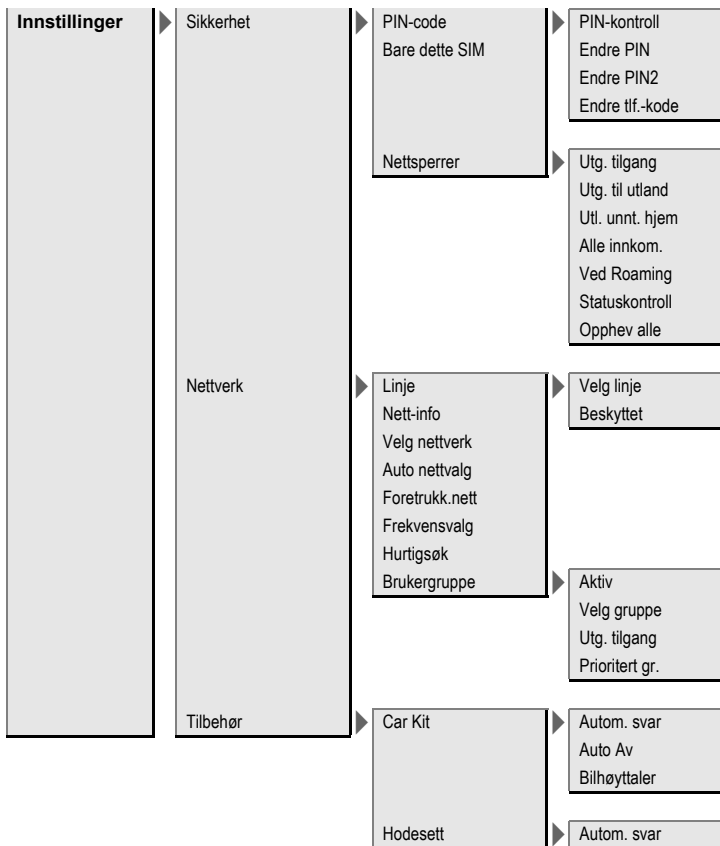 Innstillinger
Sikkerhet
PIN-code
PIN-kontroll
Endre PIN
Endre PIN2
Endre tlf.-kode
Bare dette SIM
Nettsperrer
Utg. tilgang
Utg. til utland
Utl. unnt. hjem
Alle innkom.
Ved Roaming
Statuskontroll
Opphev alle
Nettverk
Linje
Velg linje
Beskyttet
Nett-info
Velg nettverk
Auto nettvalg
Foretrukk.nett
Frekvensvalg
Hurtigsøk
Brukergruppe
Aktiv
Velg gruppe
Utg. tilgang
Prioritert gr.
Tilbehør
Car Kit
Autom. svar
Auto Av
Bilhøyttaler
Hodesett
Autom. svar